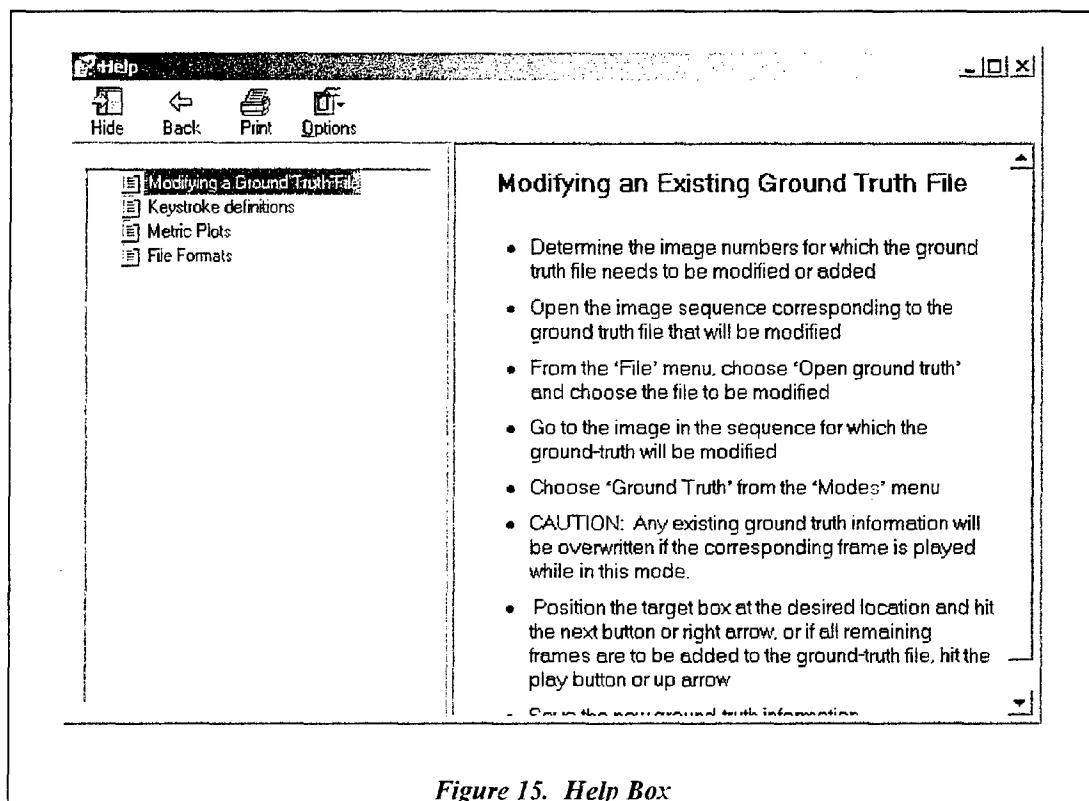 Help
Hide Back Print Options
Modifying a Ground Truth File
Keystroke definitions
Metric Plots
File Formats
Modifying an Existing Ground Truth File
• Determine the image numbers for which the ground
truth file needs to be modified or added
• Open the image sequence corresponding to the
ground truth file that will be modified
• From the 'File' menu, choose 'Open ground truth'
and choose the file to be modified
• Go to the image in the sequence for which the
ground-truth will be modified
• Choose 'Ground Truth' from the 'Modes' menu
• CAUTION: Any existing ground truth information will
be overwritten if the corresponding frame is played
while in this mode.
• Position the target box at the desired location and hit
the next button or right arrow, or if all remaining
frames are to be added to the ground-truth file, hit the
play button or up arrow
Save the new ground truth information
Figure 15. Help Box